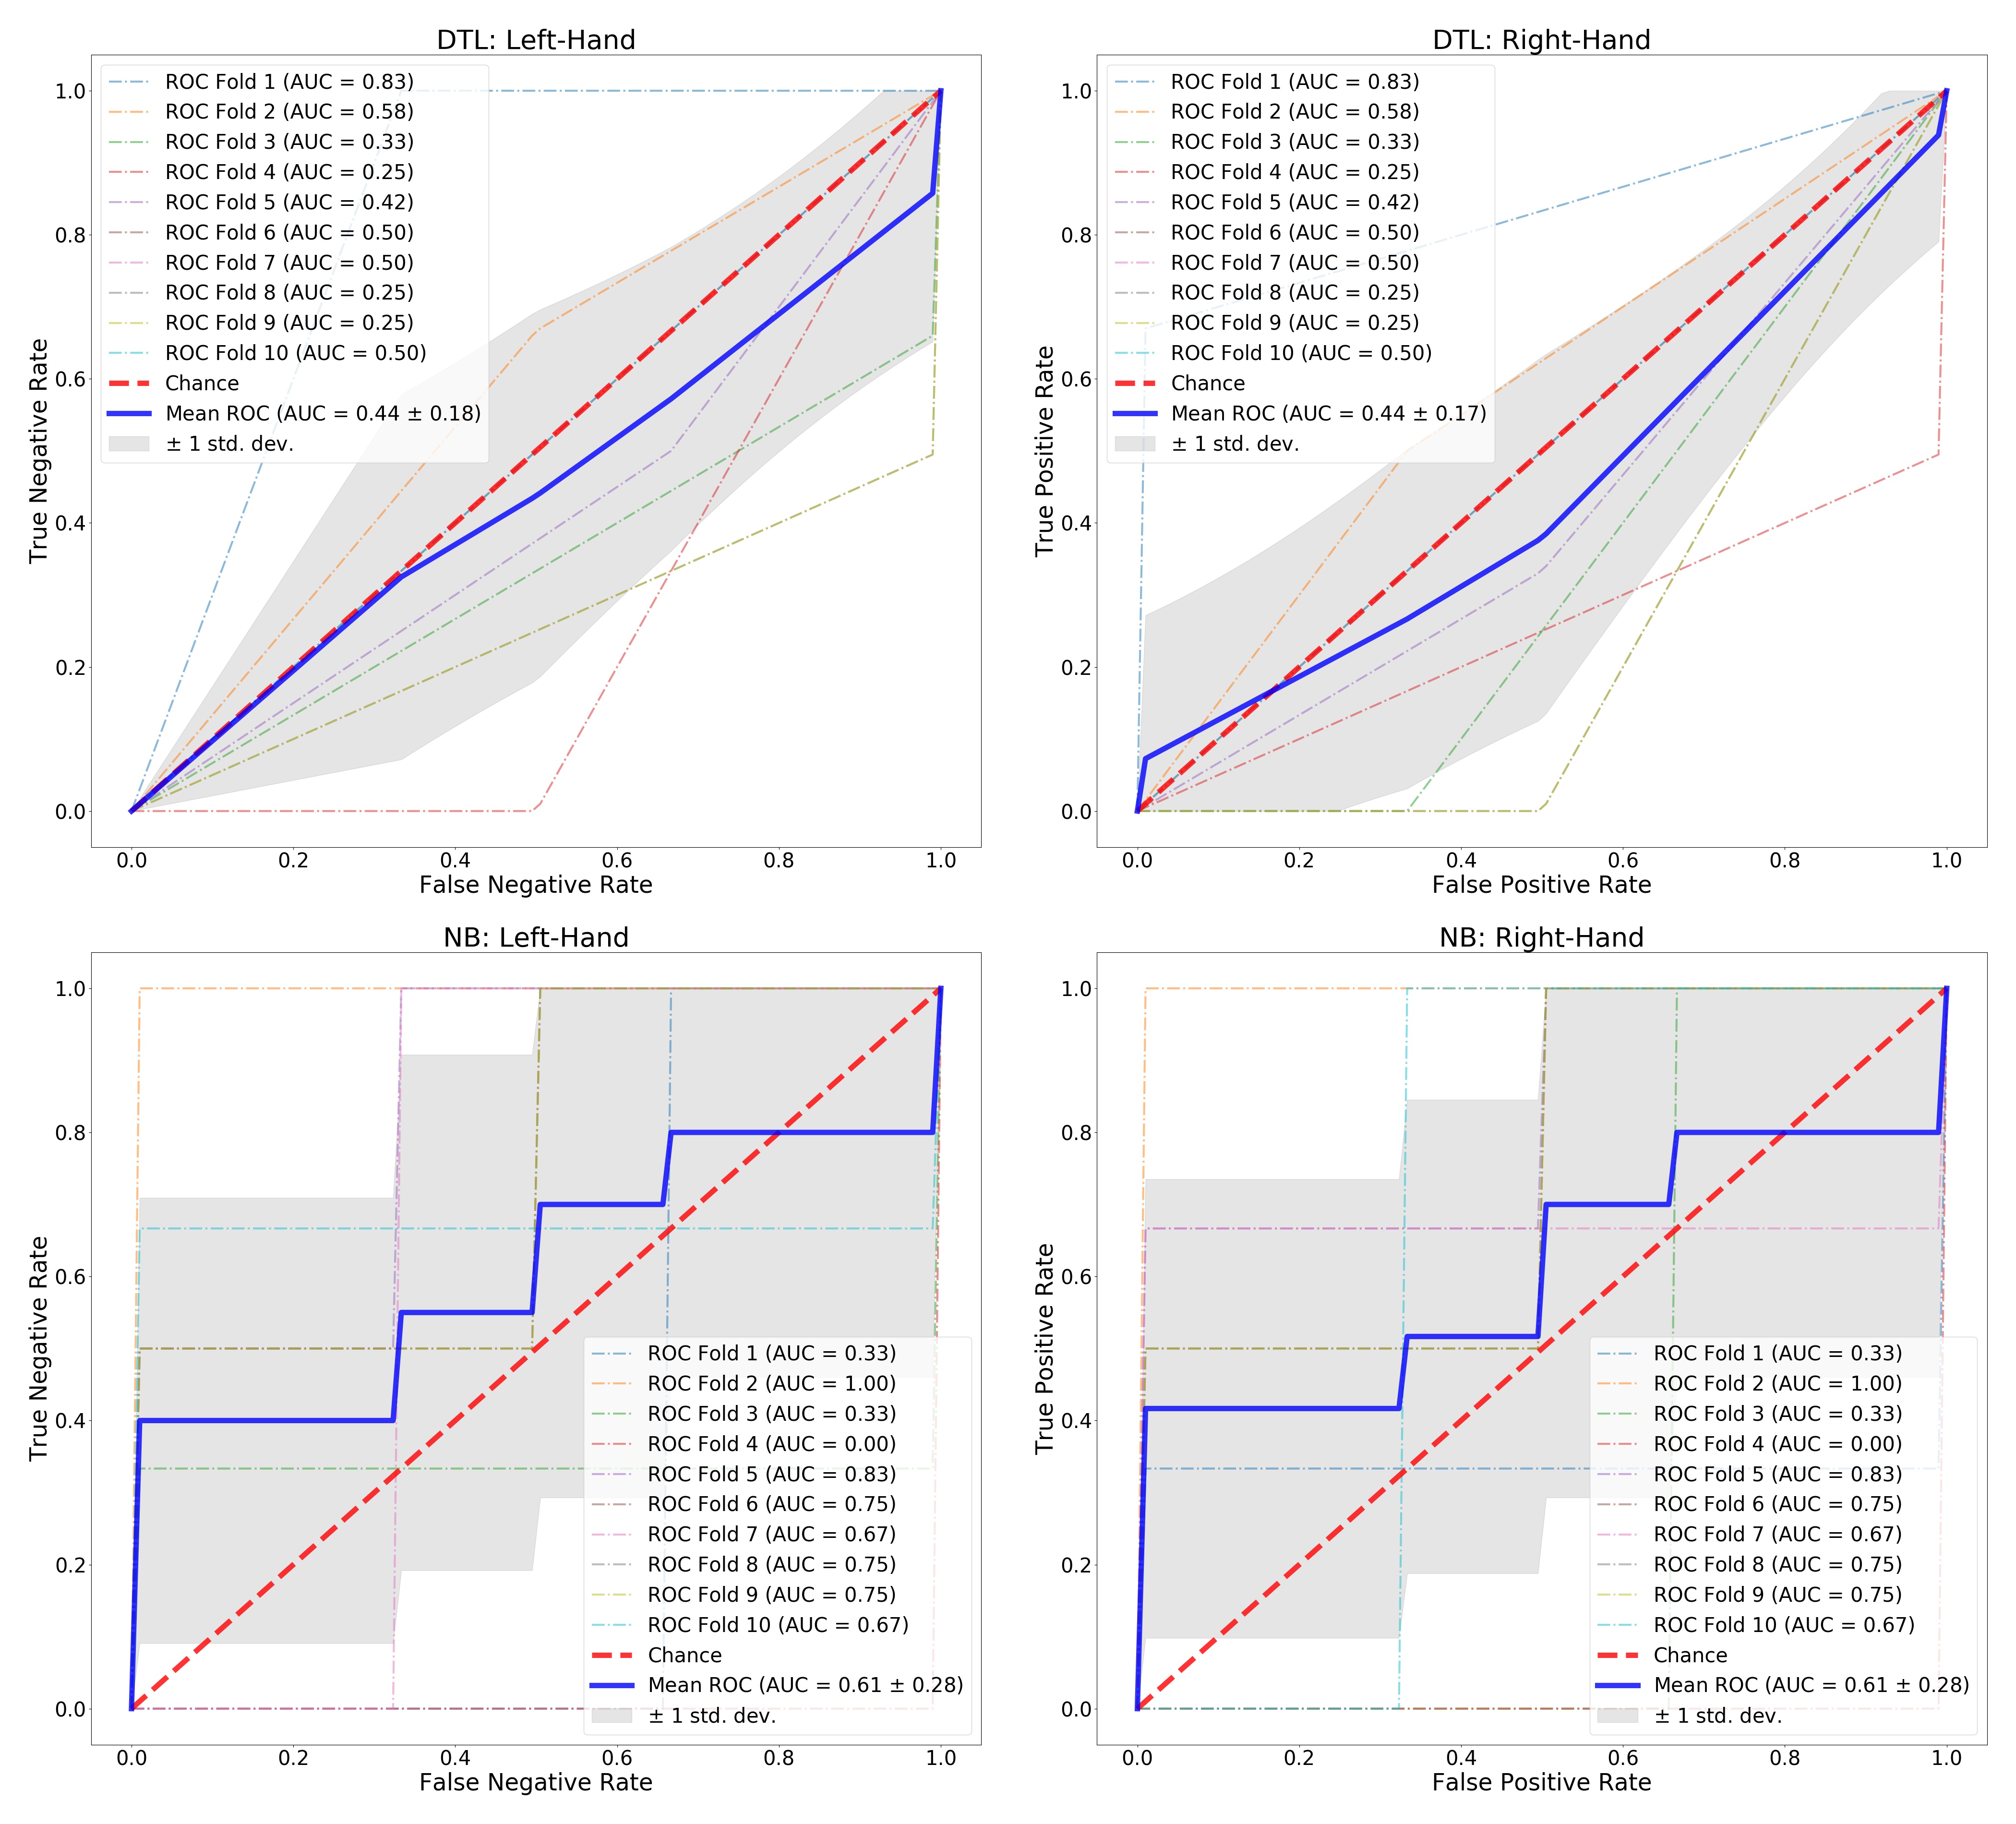 DTL: Left-Hand
True Negative Rate
1.0
0.8
0.6
0.4
0.2
0.0
ROC Fold 1 (AUC = 0.83)
ROC Fold 2 (AUC = 0.58)
ROC Fold 3 (AUC = 0.33)
ROC Fold 4 (AUC = 0.25)
ROC Fold 5 (AUC = 0.42)
ROC Fold 6 (AUC = 0.50)
ROC Fold 7 (AUC = 0.50)
ROC Fold 8 (AUC = 0.25)
ROC Fold 9 (AUC = 0.25)
ROC Fold 10 (AUC = 0.50)
Chance
Mean ROC (AUC = 0.44 ± 0.18)
± 1 std. dev.
0.0 0.2 0.4 0.6 0.8 1.0
False Negative Rate
DTL: Right-Hand
True Positive Rate
1.0
0.8
0.6
0.4
0.2
0.0
ROC Fold 1 (AUC = 0.83)
ROC Fold 2 (AUC = 0.58)
ROC Fold 3 (AUC = 0.33)
ROC Fold 4 (AUC = 0.25)
ROC Fold 5 (AUC = 0.42)
ROC Fold 6 (AUC = 0.50)
ROC Fold 7 (AUC = 0.50)
ROC Fold 8 (AUC = 0.25)
ROC Fold 9 (AUC = 0.25)
ROC Fold 10 (AUC = 0.50)
Chance
Mean ROC (AUC = 0.44 ± 0.17)
± 1 std. dev.
0.0 0.2 0.4 0.6 0.8 1.0
False Positive Rate
NB: Left-Hand
True Negative Rate
1.0
0.8
0.6
0.4
0.2
0.0
ROC Fold 1 (AUC = 0.33)
ROC Fold 2 (AUC = 1.00)
ROC Fold 3 (AUC = 0.33)
ROC Fold 4 (AUC = 0.00)
ROC Fold 5 (AUC = 0.83)
ROC Fold 6 (AUC = 0.75)
ROC Fold 7 (AUC = 0.67)
ROC Fold 8 (AUC = 0.75)
ROC Fold 9 (AUC = 0.75)
ROC Fold 10 (AUC = 0.67)
Chance
Mean ROC (AUC = 0.61 ± 0.28)
± 1 std. dev.
0.0 0.2 0.4 0.6 0.8 1.0
False Negative Rate
NB: Right-Hand
True Positive Rate
1.0
0.8
0.6
0.4
0.2
0.0
ROC Fold 1 (AUC = 0.33)
ROC Fold 2 (AUC = 1.00)
ROC Fold 3 (AUC = 0.33)
ROC Fold 4 (AUC = 0.00)
ROC Fold 5 (AUC = 0.83)
ROC Fold 6 (AUC = 0.75)
ROC Fold 7 (AUC = 0.67)
ROC Fold 8 (AUC = 0.75)
ROC Fold 9 (AUC = 0.75)
ROC Fold 10 (AUC = 0.67)
Chance
Mean ROC (AUC = 0.61 ± 0.28)
± 1 std. dev.
0.0 0.2 0.4 0.6 0.8 1.0
False Positive Rate